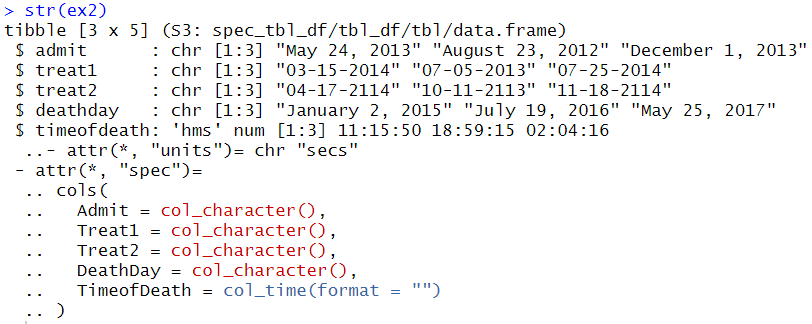 > str(ex2)
tibble [3 x 5] (S3: spec_tbl_df/tbl_df/tbl/data.frame)
 $ admit      : chr [1:3] "May 24, 2013" "August 23, 2012" "December 1, 2013"
 $ treat1     : chr [1:3] "03-15-2014" "07-05-2013" "07-25-2014"
 $ treat2     : chr [1:3] "04-17-2114" "10-11-2113" "11-18-2114"
 $ deathday   : chr [1:3] "January 2, 2015" "July 19, 2016" "May 25, 2017"
 $ timeofdeath: 'hms' num [1:3] 11:15:50 18:59:15 02:04:16
  ..- attr(*, "units")= chr "secs"
 - attr(*, "spec")=
  .. cols(
  ..   Admit = col_character(),
  ..   Treat1 = col_character(),
  ..   Treat2 = col_character(),
  ..   DeathDay = col_character(),
  ..   TimeofDeath = col_time(format = "")
  .. )